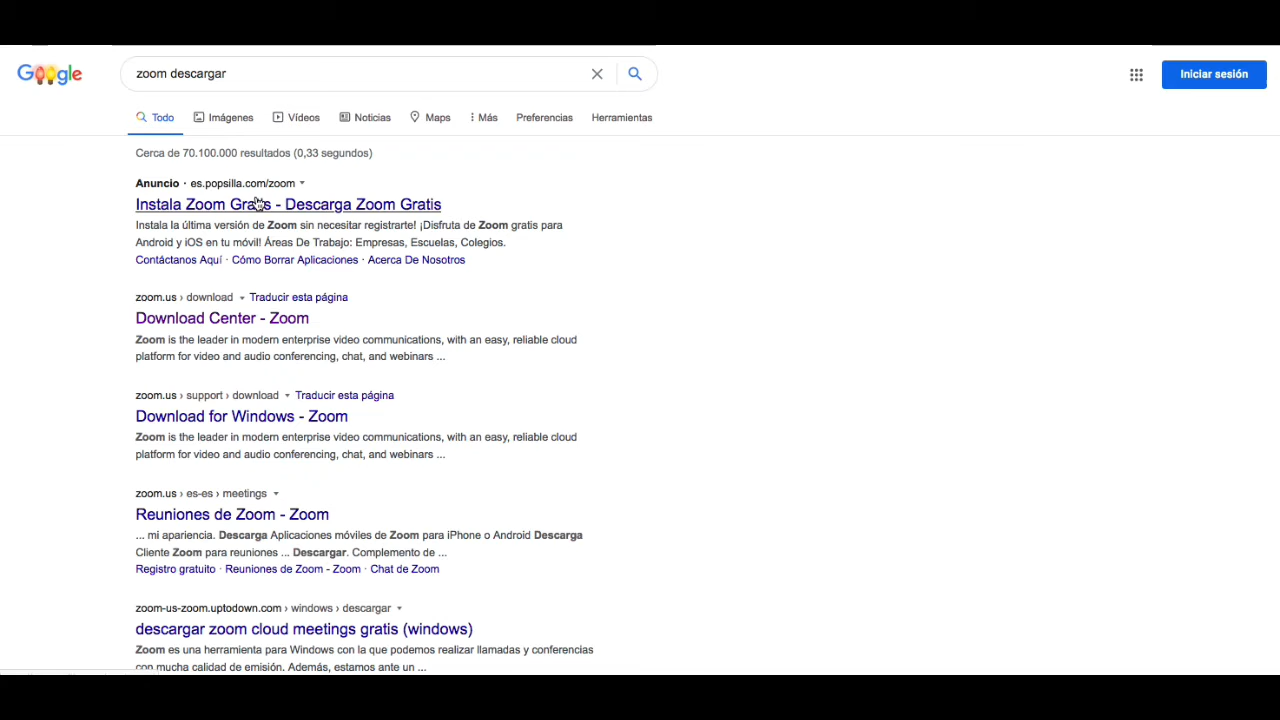 Google
zoom descargar
Iniciar sesión
Todo Imágenes Vídeos Noticias Maps Más Preferencias Herramientas
Cerca de 70.100.000 resultados (0,33 segundos)
Anuncio · es.popsilla.com/zoom
Instala Zoom Gratis - Descarga Zoom Gratis
Instala la última versión de Zoom sin necesitar registrarte! ¡Disfruta de Zoom gratis para
Android y iOS en tu móvil! Áreas De Trabajo: Empresas, Escuelas, Colegios.
Contáctanos Aquí · Cómo Borrar Aplicaciones · Acerca De Nosotros
zoom.us › download Traducir esta página
Download Center - Zoom
Zoom is the leader in modern enterprise video communications, with an easy, reliable cloud
platform for video and audio conferencing, chat, and webinars ...
zoom.us › support › download Traducir esta página
Download for Windows - Zoom
Zoom is the leader in modern enterprise video communications, with an easy, reliable cloud
platform for video and audio conferencing, chat, and webinars ...
zoom.us › es-es › meetings
Reuniones de Zoom - Zoom
... mi apariencia. Descarga Aplicaciones móviles de Zoom para iPhone o Android Descarga
Cliente Zoom para reuniones ... Descargar. Complemento de ...
Registro gratuito · Reuniones de Zoom - Zoom · Chat de Zoom
zoom-us-zoom.uptodown.com › windows › descargar
descargar zoom cloud meetings gratis (windows)
Zoom es una herramienta para Windows con la que podemos realizar llamadas y conferencias
con mucha calidad de emisión. Además, estamos ante un ...